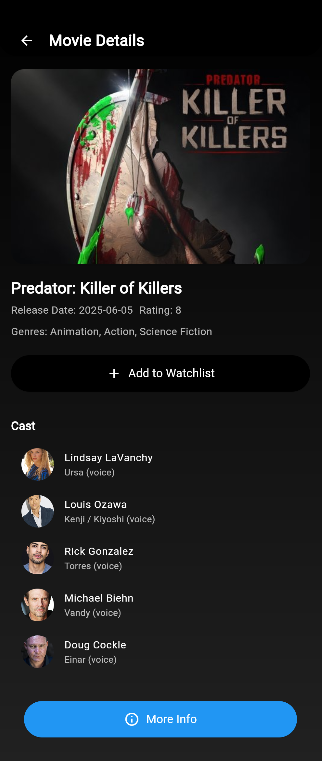 Movie Details
PREDATOR
KILLER
OF
KILLERS
Predator: Killer of Killers
Release Date: 2025-06-05 Rating: 8
Genres: Animation, Action, Science Fiction
Add to Watchlist
Cast
Lindsay LaVanchy
Ursa (voice)
Louis Ozawa
Kenji / Kiyoshi (voice)
Rick Gonzalez
Torres (voice)
Michael Biehn
Vandy (voice)
Doug Cockle
Einar (voice)
More Info